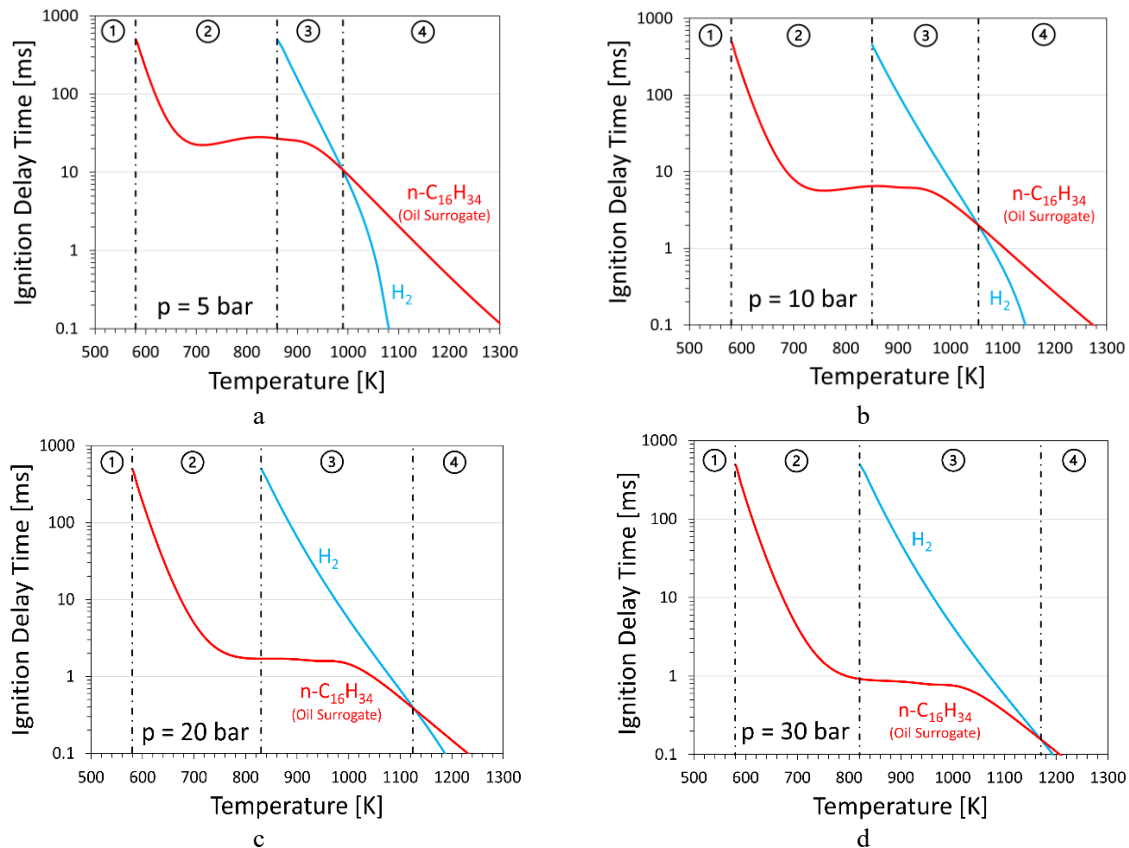 ① ② ③ ④
1000
100
10
1
0.1
Ignition Delay Time [ms]
n-C₁₆H₃₄
(Oil Surrogate)
H₂
p = 5 bar
500 600 700 800 900 1000 1100 1200 1300
Temperature [K]
a
① ② ③ ④
1000
100
10
1
0.1
Ignition Delay Time [ms]
n-C₁₆H₃₄
(Oil Surrogate)
H₂
p = 10 bar
500 600 700 800 900 1000 1100 1200 1300
Temperature [K]
b
① ② ③ ④
1000
100
10
1
0.1
Ignition Delay Time [ms]
H₂
n-C₁₆H₃₄
(Oil Surrogate)
p = 20 bar
500 600 700 800 900 1000 1100 1200 1300
Temperature [K]
c
① ② ③ ④
1000
100
10
1
0.1
Ignition Delay Time [ms]
H₂
n-C₁₆H₃₄
(Oil Surrogate)
p = 30 bar
500 600 700 800 900 1000 1100 1200 1300
Temperature [K]
d